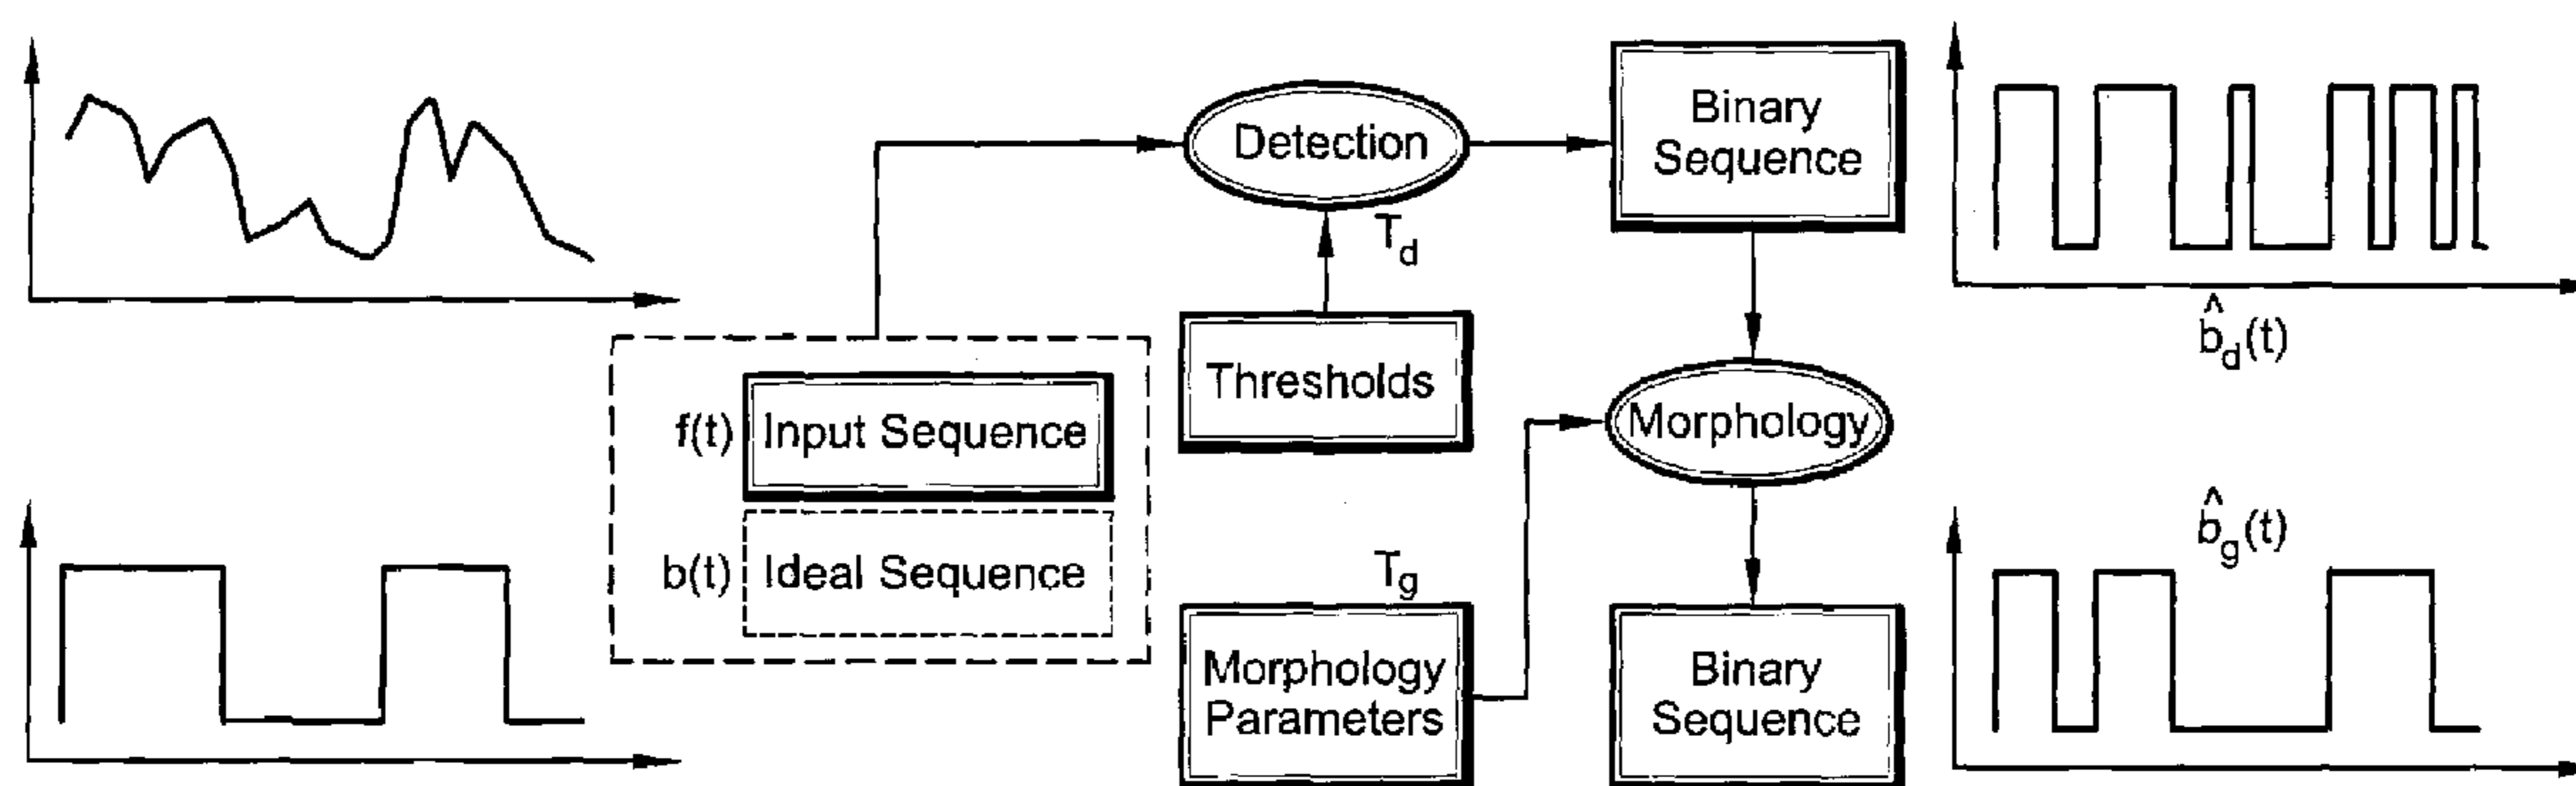 Detection
T_d
Binary
Sequence
b̂_d(t)
Thresholds
f(t) Input Sequence
Morphology
b(t) Ideal Sequence
T_g
Morphology
Parameters
Binary
Sequence
b̂_g(t)